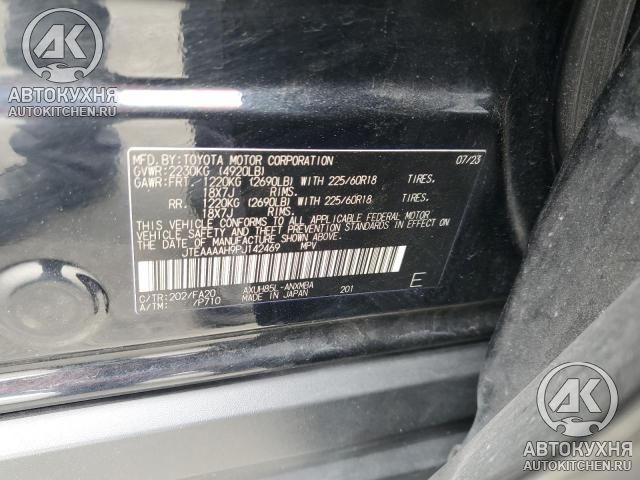 АК
АВТОКУХНЯ
AUTOKITCHEN.RU
MFD.BY:TOYOTA MOTOR CORPORATION 07/23
GVWR:2230KG (4920LB)
GAWR:FRT 1220KG (2690LB) WITH 225/60R18 TIRES.
18X7J RIMS.
RR. 1220KG (2690LB) WITH 225/60R18 TIRES.
18X7J RIMS.
THIS VEHICLE CONFORMS TO ALL APPLICABLE FEDERAL MOTOR
VEHICLE SAFETY AND THEFT PREVENTION STANDARDS IN EFFECT ON
THE DATE OF MANUFACTURE SHOWN ABOVE.
JTEAAAAH9PJ142469 MPV
C/TR:202/FA20 AXUH85L-ANXMBA 201 E
A/TM: /P710 MADE IN JAPAN
АК
АВТОКУХНЯ
AUTOKITCHEN.RU